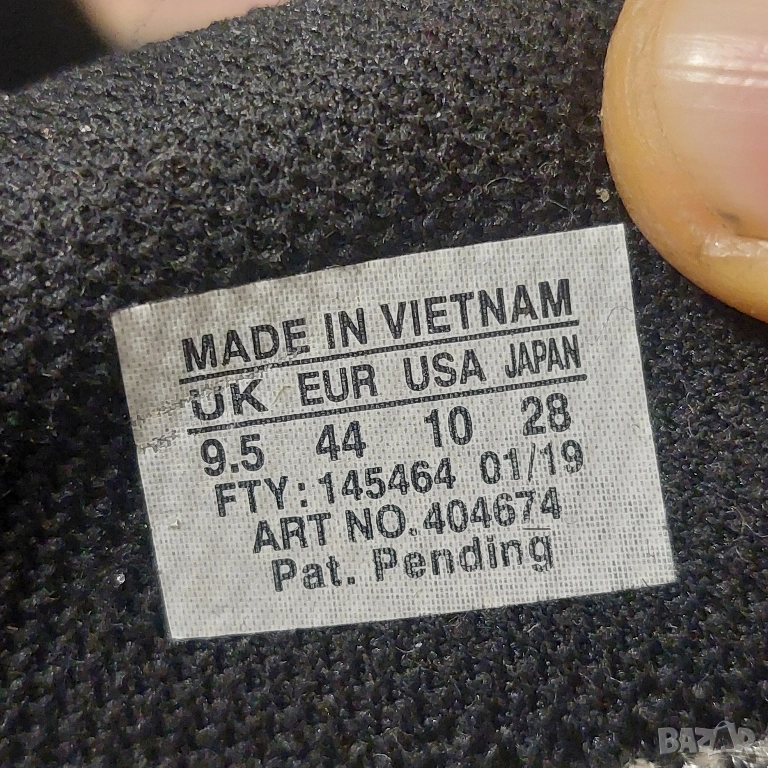 MADE IN VIETNAM
UK EUR USA JAPAN
9.5 44 10 28
FTY: 145464 01/19
ART NO. 404674
Pat. Pending
BAZAR